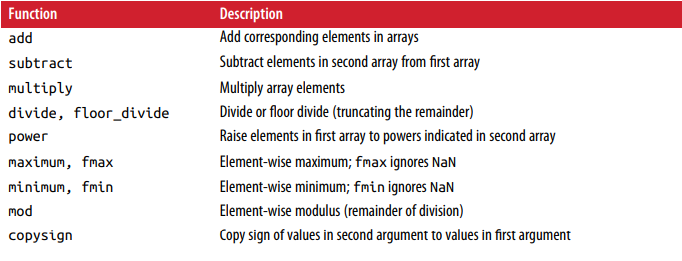 Function Description
add Add corresponding elements in arrays
subtract Subtract elements in second array from first array
multiply Multiply array elements
divide, floor_divide Divide or floor divide (truncating the remainder)
power Raise elements in first array to powers indicated in second array
maximum, fmax Element-wise maximum; fmax ignores NaN
minimum, fmin Element-wise minimum; fmin ignores NaN
mod Element-wise modulus (remainder of division)
copysign Copy sign of values in second argument to values in first argument